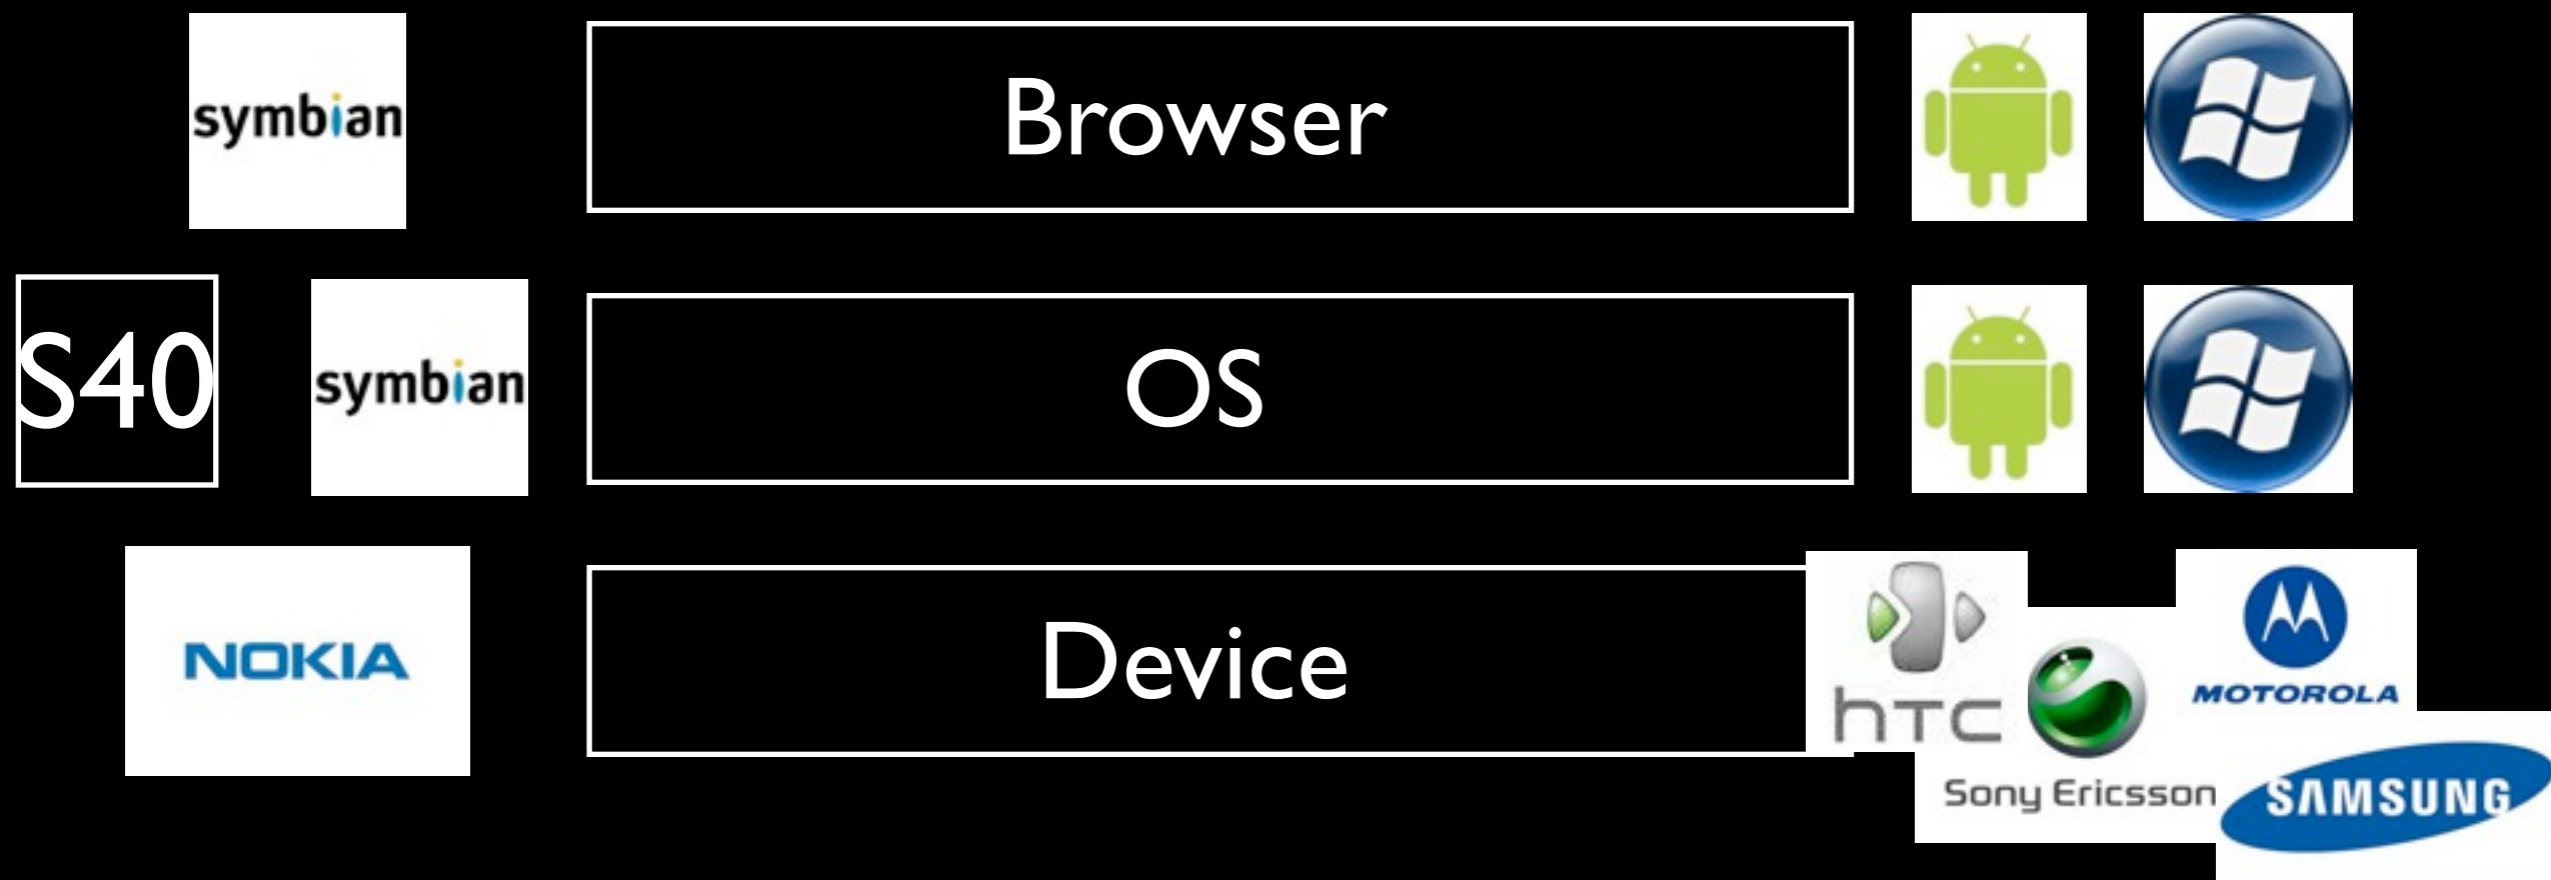 symbian
Browser
S40
symbian
OS
NOKIA
Device
hTC
MOTOROLA
Sony Ericsson
SAMSUNG